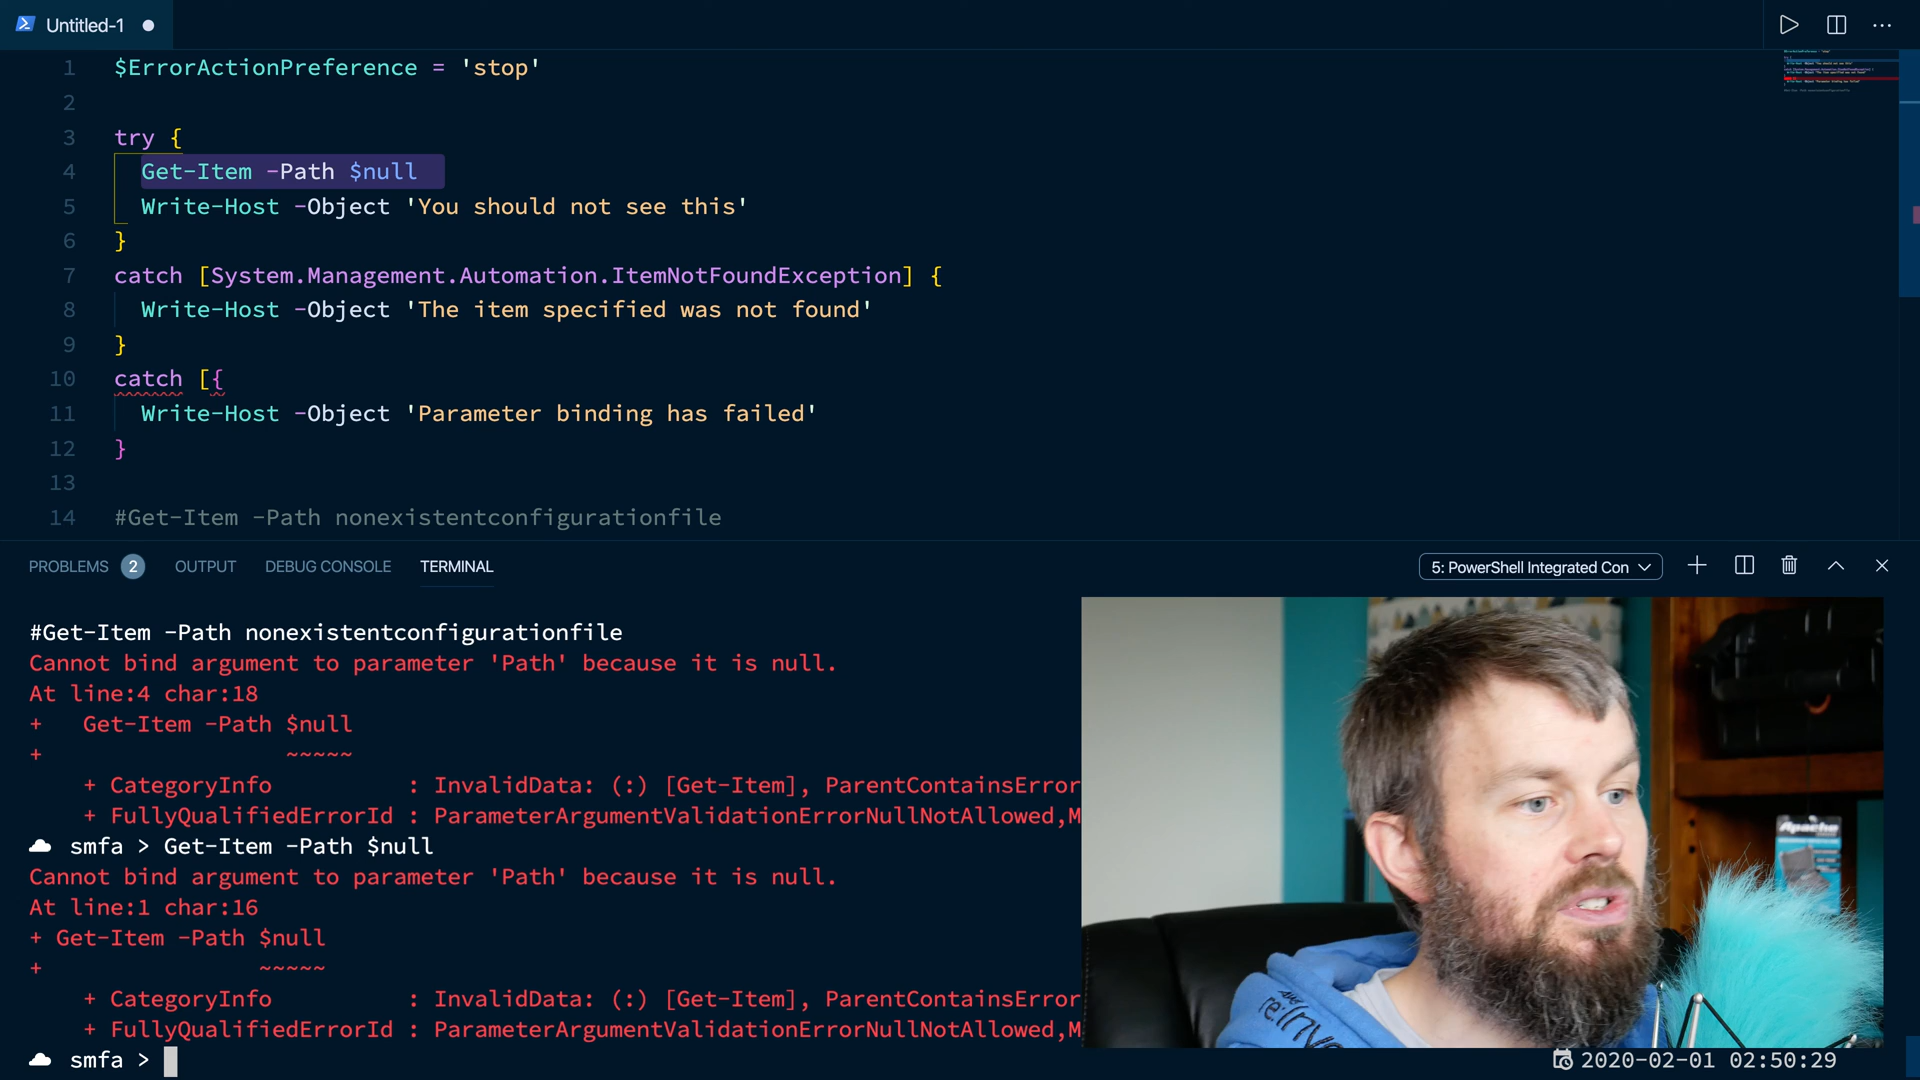 Untitled-1
1 $ErrorActionPreference = 'stop'
2
3 try {
4 Get-Item -Path $null
5 Write-Host -Object 'You should not see this'
6 }
7 catch [System.Management.Automation.ItemNotFoundException] {
8 Write-Host -Object 'The item specified was not found'
9 }
10 catch [{
11 Write-Host -Object 'Parameter binding has failed'
12 }
13
14 #Get-Item -Path nonexistentconfigurationfile
PROBLEMS 2 OUTPUT DEBUG CONSOLE TERMINAL 5: PowerShell Integrated Con
#Get-Item -Path nonexistentconfigurationfile
Cannot bind argument to parameter 'Path' because it is null.
At line:4 char:18
+   Get-Item -Path $null
+                  ~~~~~
    + CategoryInfo          : InvalidData: (:) [Get-Item], ParentContainsError
    + FullyQualifiedErrorId : ParameterArgumentValidationErrorNullNotAllowed,M
smfa > Get-Item -Path $null
Cannot bind argument to parameter 'Path' because it is null.
At line:1 char:16
+ Get-Item -Path $null
+                ~~~~~
    + CategoryInfo          : InvalidData: (:) [Get-Item], ParentContainsError
    + FullyQualifiedErrorId : ParameterArgumentValidationErrorNullNotAllowed,M
smfa >
Apache
re:Inve
2020-02-01 02:50:29